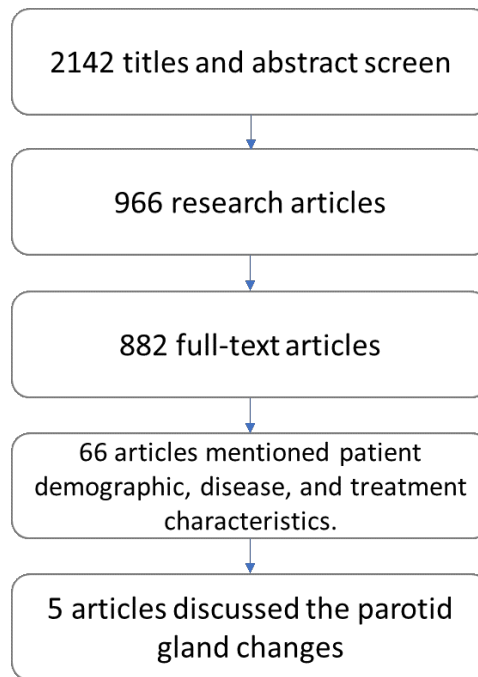 2142 titles and abstract screen
966 research articles
882 full-text articles
66 articles mentioned patient
demographic, disease, and treatment
characteristics.
5 articles discussed the parotid
gland changes